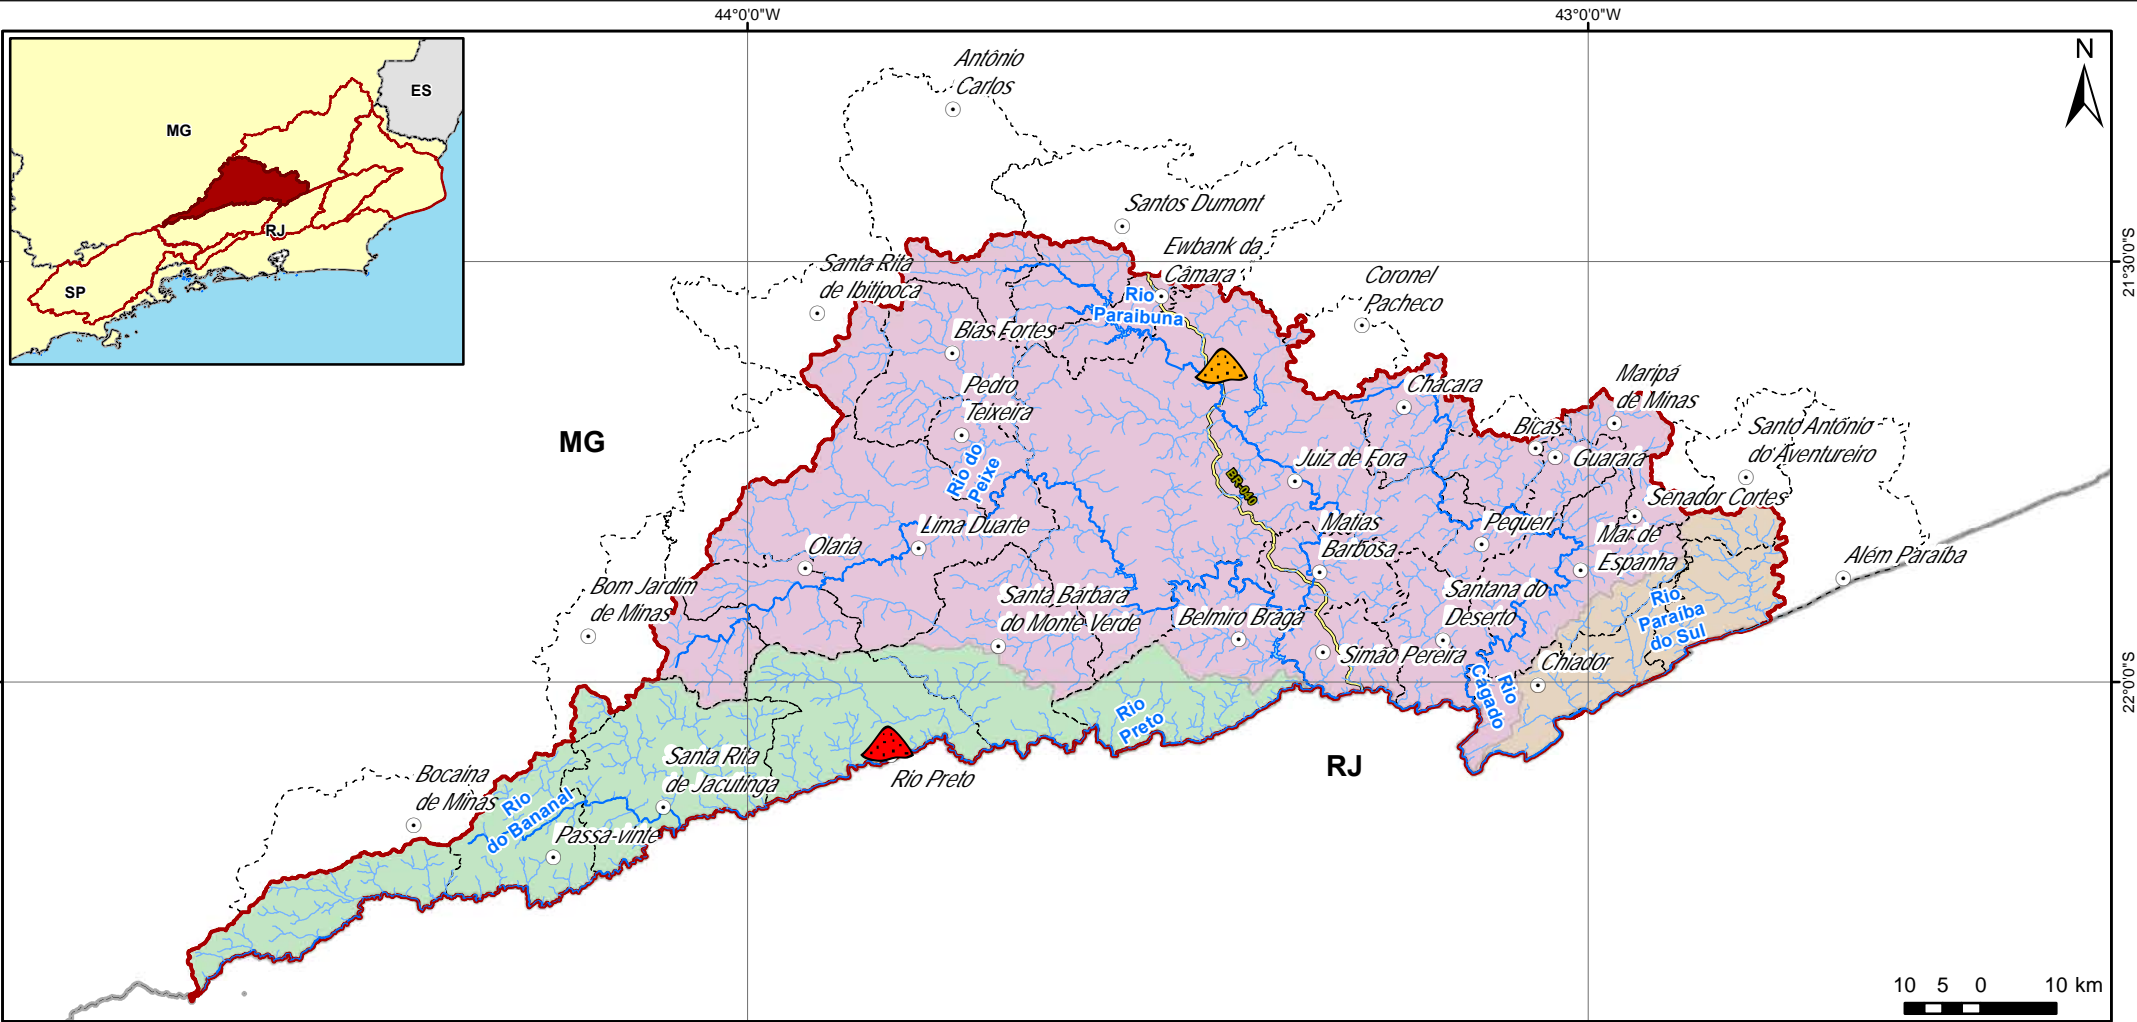 44°0'0"W
43°0'0"W
N
ES
MG
RJ
SP
Antônio
Carlos
Santos Dumont
Ewbank da
Câmara
Santa Rita
de Ibitipoca
Coronel
Pacheco
21°30'0"S
Rio
Paraibuna
Bias Fortes
Pedro
Teixeira
Chácara
Maripá
de Minas
Bicas
Santo Antônio
do Aventureiro
MG
Rio do
Peixe
Juiz de Fora
Guarará
BR-040
Senador Cortes
Lima Duarte
Matias
Barbosa
Pequeri
Mar de
Espanha
Olaria
Além Paraíba
Bom Jardim
de Minas
Santa Bárbara
do Monte Verde
Belmiro Braga
Santana do
Deserto
Rio
Paraíba
do Sul
Simão Pereira
Chiador
22°0'0"S
Rio
Cágado
Rio
Preto
Santa Rita
de Jacutinga
Rio Preto
RJ
Bocaina
de Minas
Rio
do Bananal
Passa-vinte
10 5 0 10 km